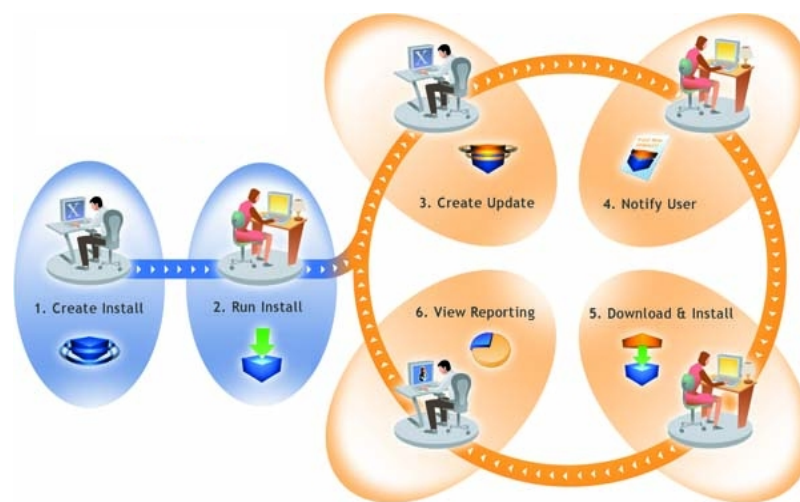 1. Create Install
2. Run Install
3. Create Update
4. Notify User
5. Download & Install
6. View Reporting
X
X